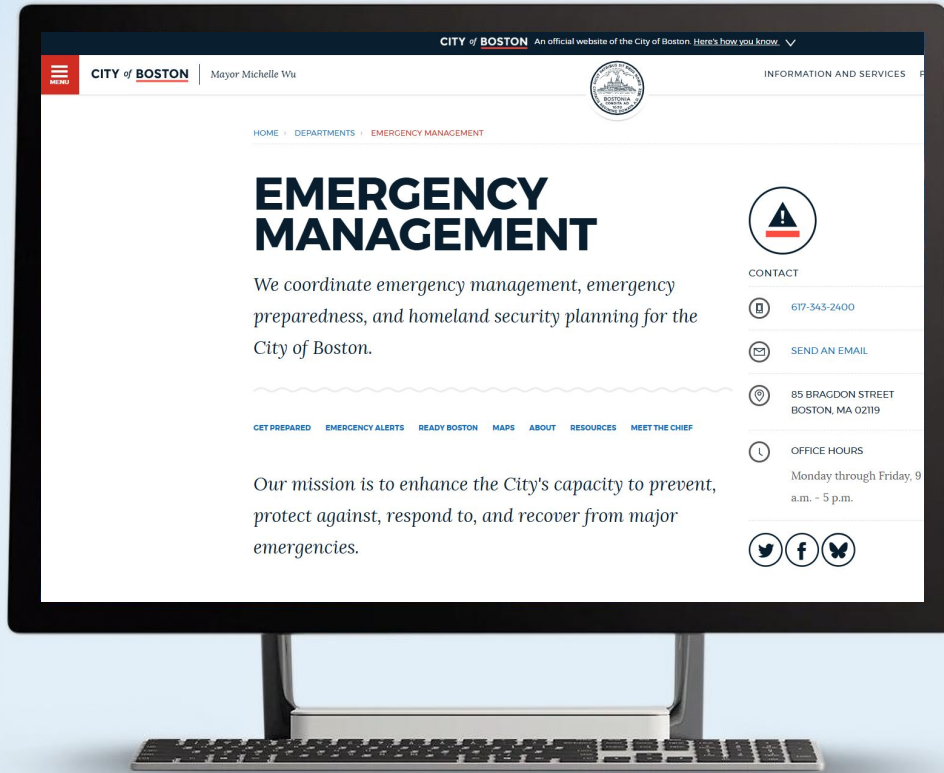 CITY of BOSTON An official website of the City of Boston. Here's how you know
MENU
CITY of BOSTON Mayor Michelle Wu
BOSTONIA
CONDITA AD
1630
INFORMATION AND SERVICES
HOME › DEPARTMENTS › EMERGENCY MANAGEMENT
EMERGENCY
MANAGEMENT
We coordinate emergency management, emergency
preparedness, and homeland security planning for the
City of Boston.
GET PREPARED EMERGENCY ALERTS READY BOSTON MAPS ABOUT RESOURCES MEET THE CHIEF
Our mission is to enhance the City's capacity to prevent,
protect against, respond to, and recover from major
emergencies.
CONTACT
617-343-2400
SEND AN EMAIL
85 BRAGDON STREET
BOSTON, MA 02119
OFFICE HOURS
Monday through Friday, 9
a.m. - 5 p.m.